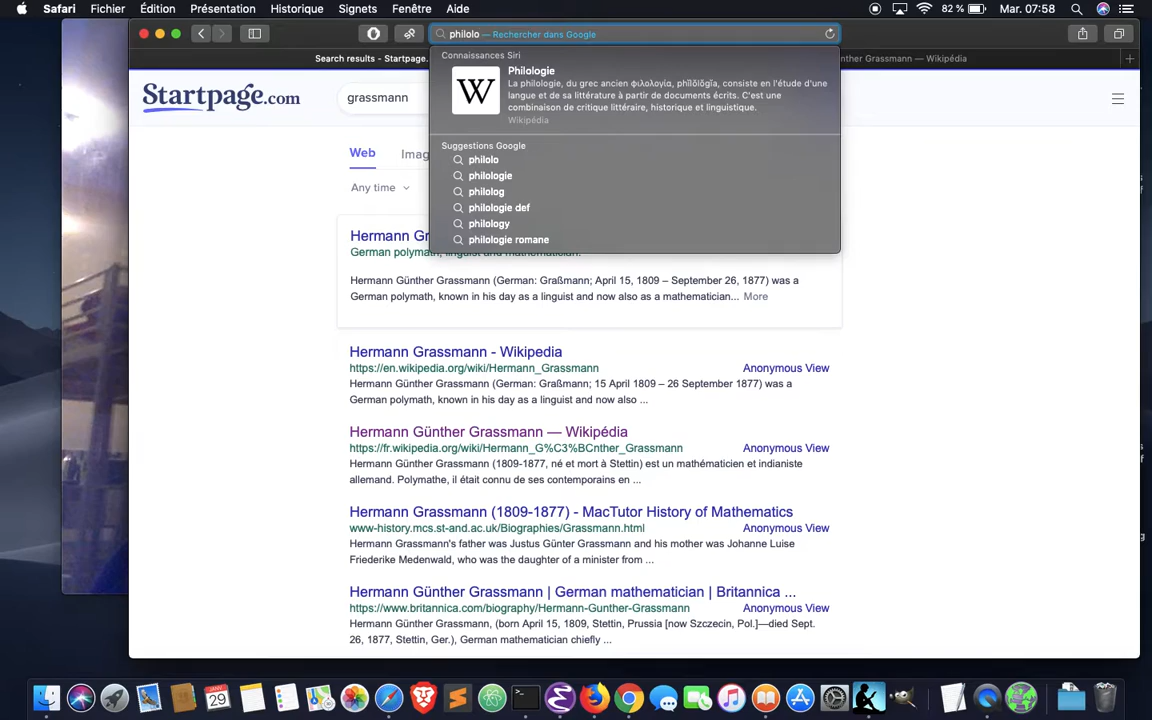 Safari Fichier Édition Présentation Historique Signets Fenêtre Aide 82 % Mar. 07:58
philolo — Rechercher dans Google
Search results - Startpage. nther Grassmann — Wikipédia
Connaissances Siri
W
Philologie
La philologie, du grec ancien φιλολογία, phĭlŏlŏgĭa, consiste en l'étude d'une
langue et de sa littérature à partir de documents écrits. C'est une
combinaison de critique littéraire, historique et linguistique.
Wikipédia
Suggestions Google
philolo
philologie
philolog
philologie def
philology
philologie romane
Startpage.com
grassmann
Web Imag
Any time
Hermann Gr
German polymath, linguist and mathematician.
Hermann Günther Grassmann (German: Graßmann; April 15, 1809 – September 26, 1877) was a
German polymath, known in his day as a linguist and now also as a mathematician... More
Hermann Grassmann - Wikipedia
https://en.wikipedia.org/wiki/Hermann_Grassmann Anonymous View
Hermann Günther Grassmann (German: Graßmann; 15 April 1809 – 26 September 1877) was a
German polymath, known in his day as a linguist and now also ...
Hermann Günther Grassmann — Wikipédia
https://fr.wikipedia.org/wiki/Hermann_G%C3%BCnther_Grassmann Anonymous View
Hermann Günther Grassmann (1809-1877, né et mort à Stettin) est un mathématicien et indianiste
allemand. Polymathe, il était connu de ses contemporains en ...
Hermann Grassmann (1809-1877) - MacTutor History of Mathematics
www-history.mcs.st-and.ac.uk/Biographies/Grassmann.html Anonymous View
Hermann Grassmann's father was Justus Günter Grassmann and his mother was Johanne Luise
Friederike Medenwald, who was the daughter of a minister from ...
Hermann Günther Grassmann | German mathematician | Britannica ...
https://www.britannica.com/biography/Hermann-Gunther-Grassmann Anonymous View
Hermann Günther Grassmann, (born April 15, 1809, Stettin, Prussia [now Szczecin, Pol.]—died Sept.
26, 1877, Stettin, Ger.), German mathematician chiefly ...
29